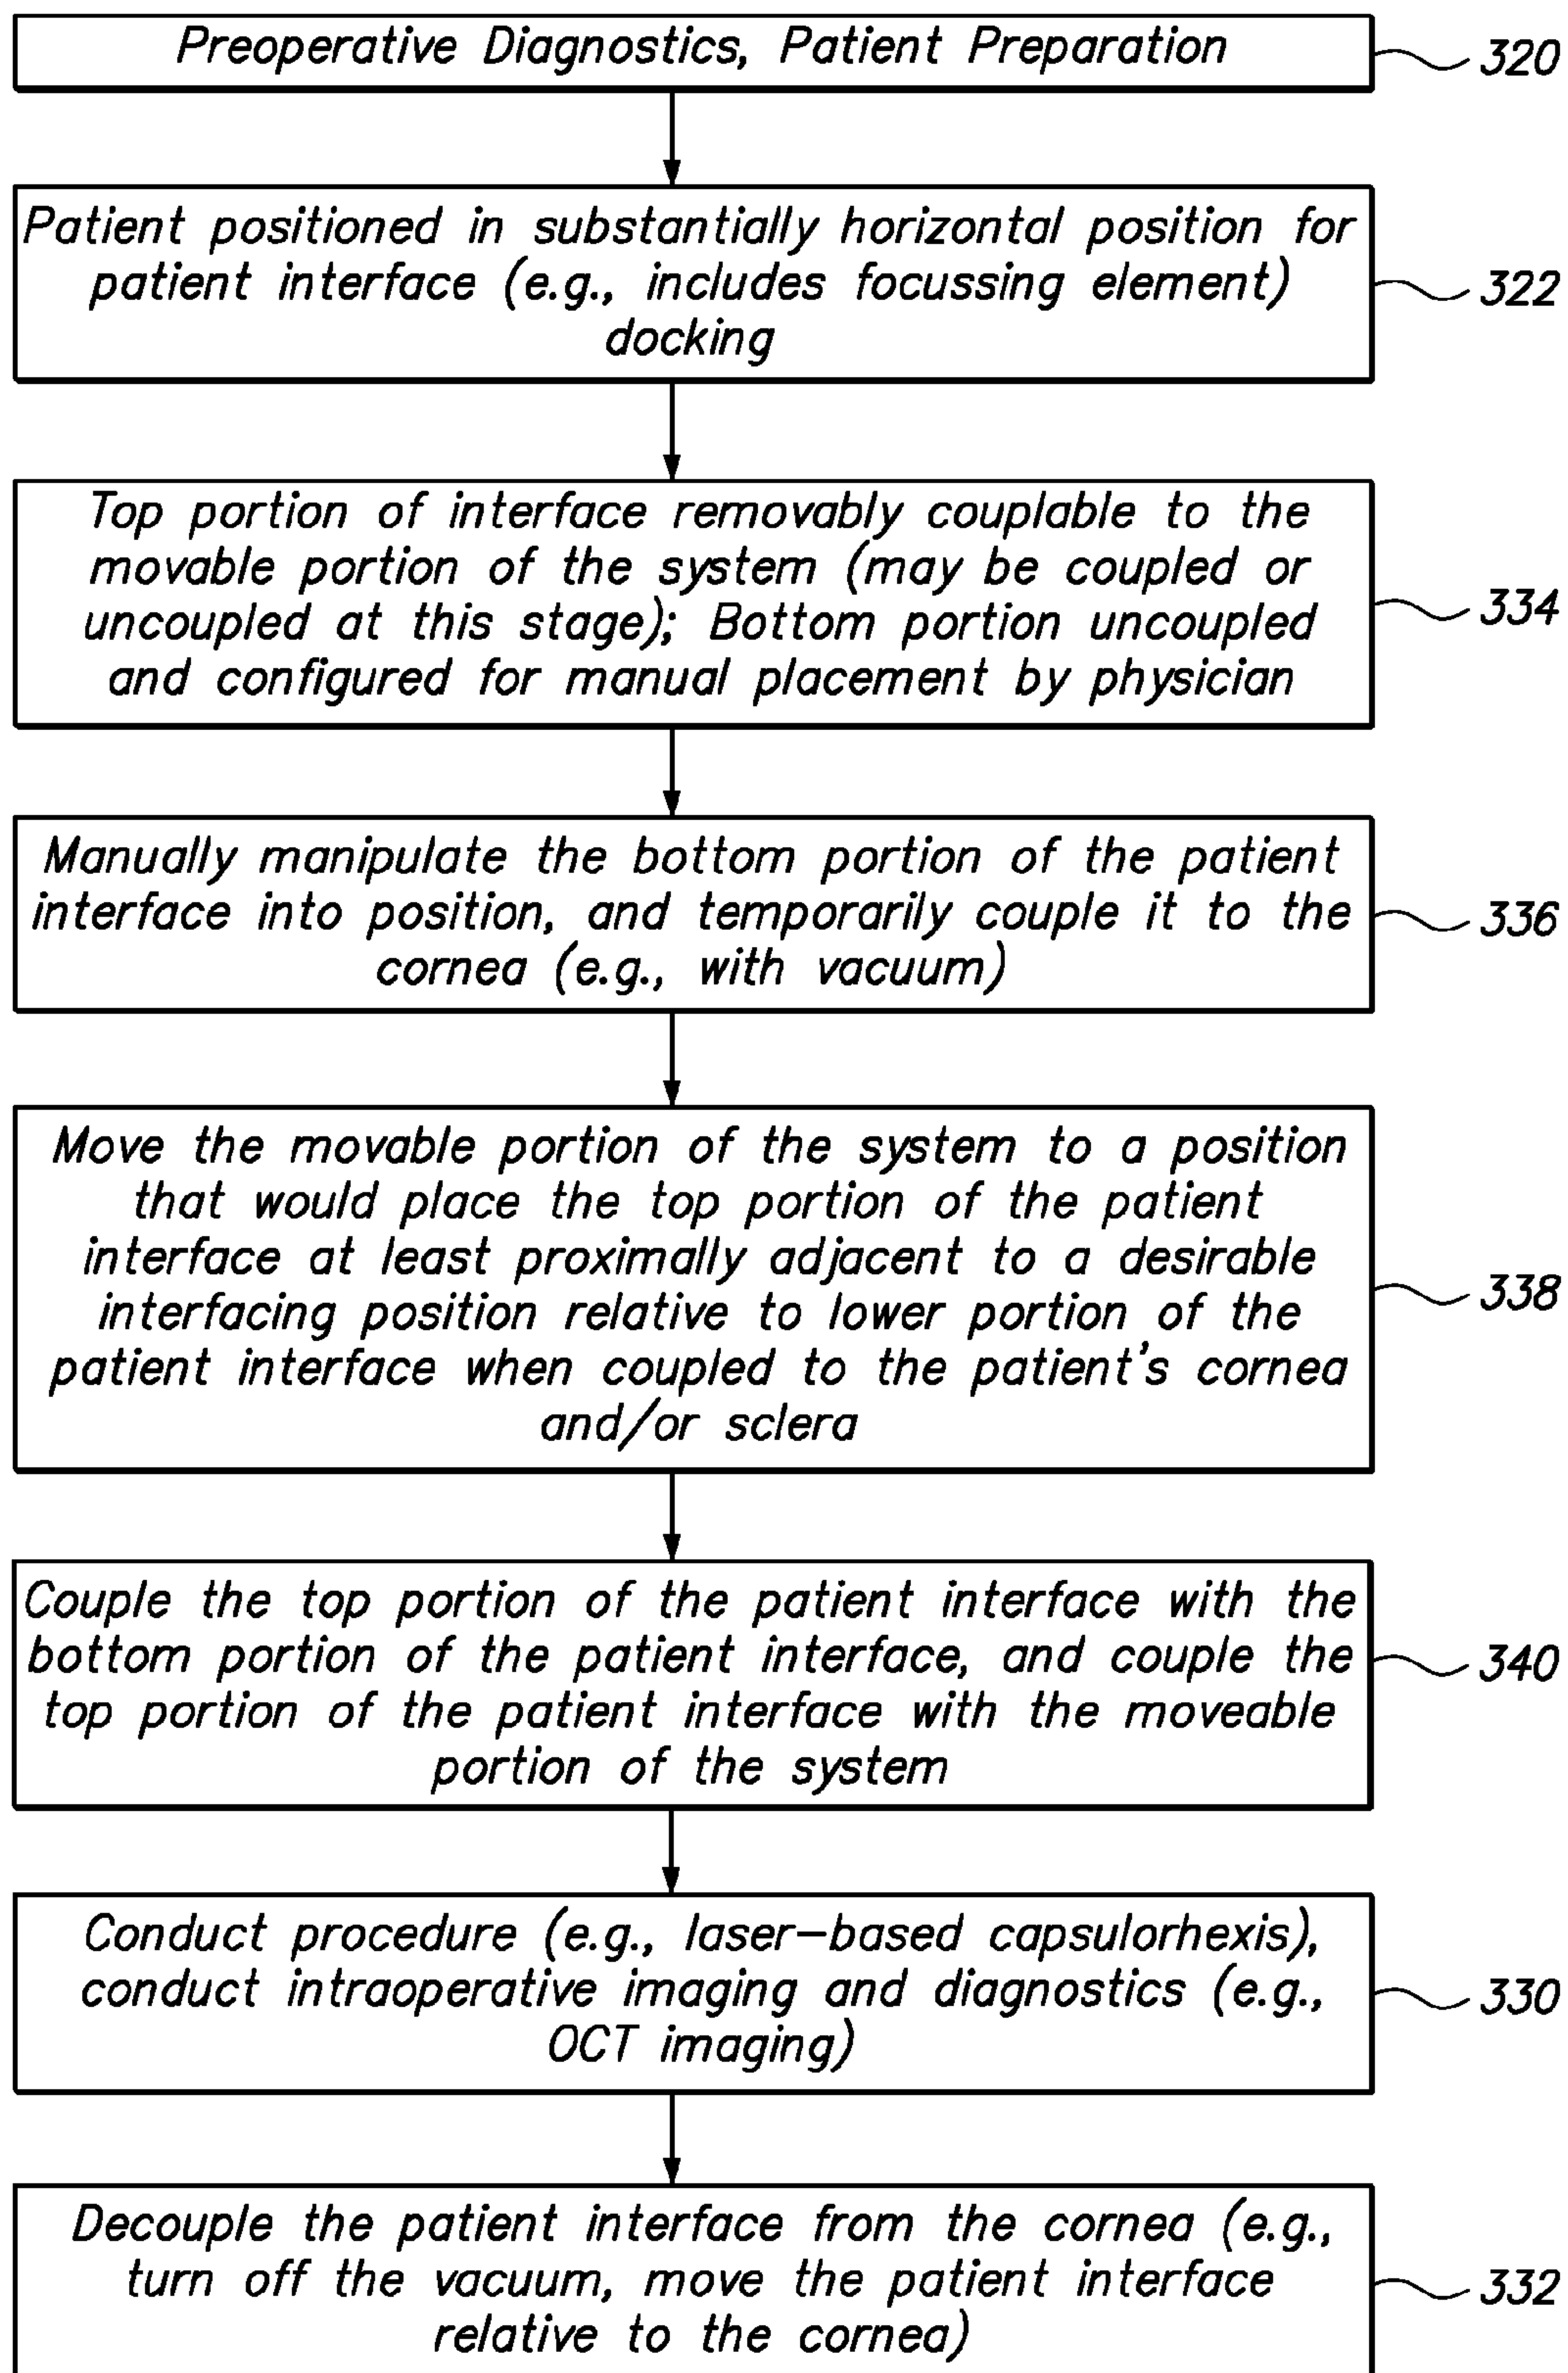 Preoperative Diagnostics, Patient Preparation
320
Patient positioned in substantially horizontal position for
patient interface (e.g., includes focussing element)
docking
322
Top portion of interface removably couplable to the
movable portion of the system (may be coupled or
uncoupled at this stage); Bottom portion uncoupled
and configured for manual placement by physician
334
Manually manipulate the bottom portion of the patient
interface into position, and temporarily couple it to the
cornea (e.g., with vacuum)
336
Move the movable portion of the system to a position
that would place the top portion of the patient
interface at least proximally adjacent to a desirable
interfacing position relative to lower portion of the
patient interface when coupled to the patient's cornea
and/or sclera
338
Couple the top portion of the patient interface with the
bottom portion of the patient interface, and couple the
top portion of the patient interface with the moveable
portion of the system
340
Conduct procedure (e.g., laser-based capsulorhexis),
conduct intraoperative imaging and diagnostics (e.g.,
OCT imaging)
330
Decouple the patient interface from the cornea (e.g.,
turn off the vacuum, move the patient interface
relative to the cornea)
332